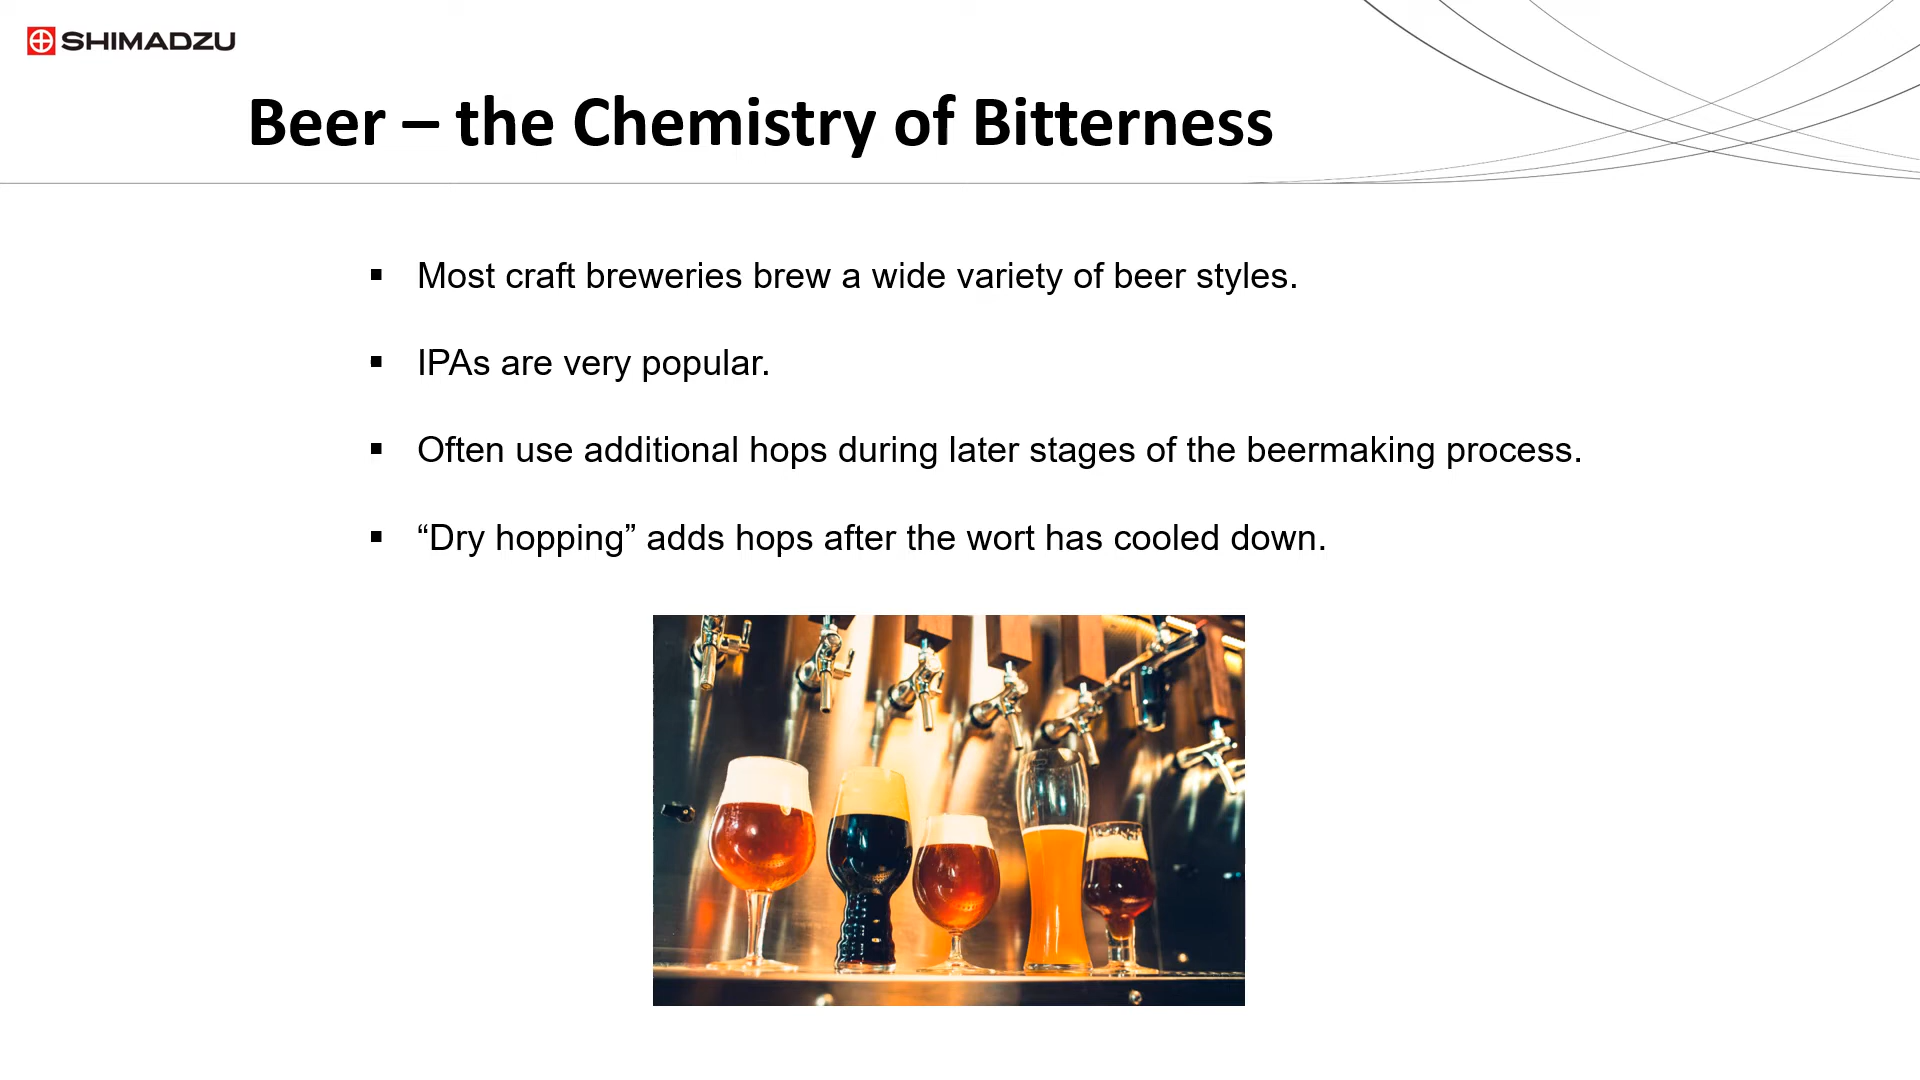 SHIMADZU
Beer – the Chemistry of Bitterness
▪ Most craft breweries brew a wide variety of beer styles.
▪ IPAs are very popular.
▪ Often use additional hops during later stages of the beermaking process.
▪ “Dry hopping” adds hops after the wort has cooled down.